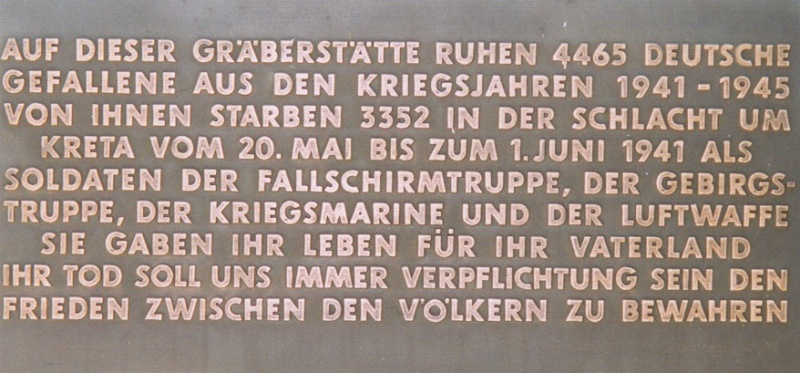 AUF DIESER GRÄBERSTÄTTE RUHEN 4465 DEUTSCHE
GEFALLENE AUS DEN KRIEGSJAHREN 1941-1945
VON IHNEN STARBEN 3352 IN DER SCHLACHT UM
KRETA VOM 20. MAI BIS ZUM 1. JUNI 1941 ALS
SOLDATEN DER FALLSCHIRMTRUPPE, DER GEBIRGS-
TRUPPE, DER KRIEGSMARINE UND DER LUFTWAFFE
SIE GABEN IHR LEBEN FÜR IHR VATERLAND
IHR TOD SOLL UNS IMMER VERPFLICHTUNG SEIN DEN
FRIEDEN ZWISCHEN DEN VÖLKERN ZU BEWAHREN